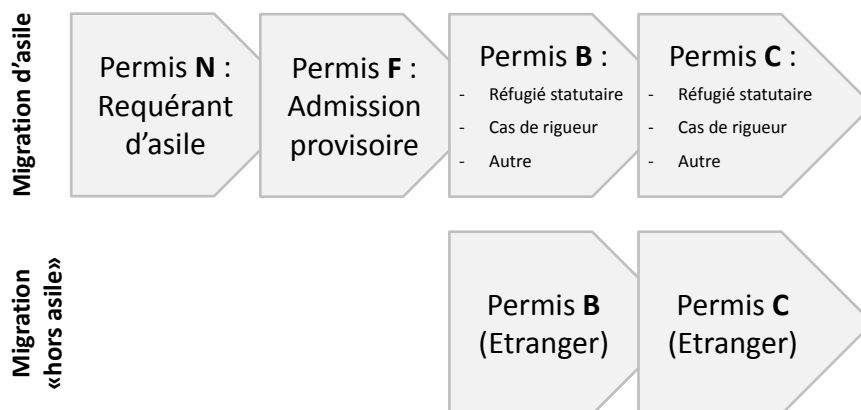 Migration d’asile
Permis N :
Requérant
d’asile
Permis F :
Admission
provisoire
Permis B :
- Réfugié statutaire
- Cas de rigueur
- Autre
Permis C :
- Réfugié statutaire
- Cas de rigueur
- Autre
Migration
«hors asile»
Permis B
(Etranger)
Permis C
(Etranger)